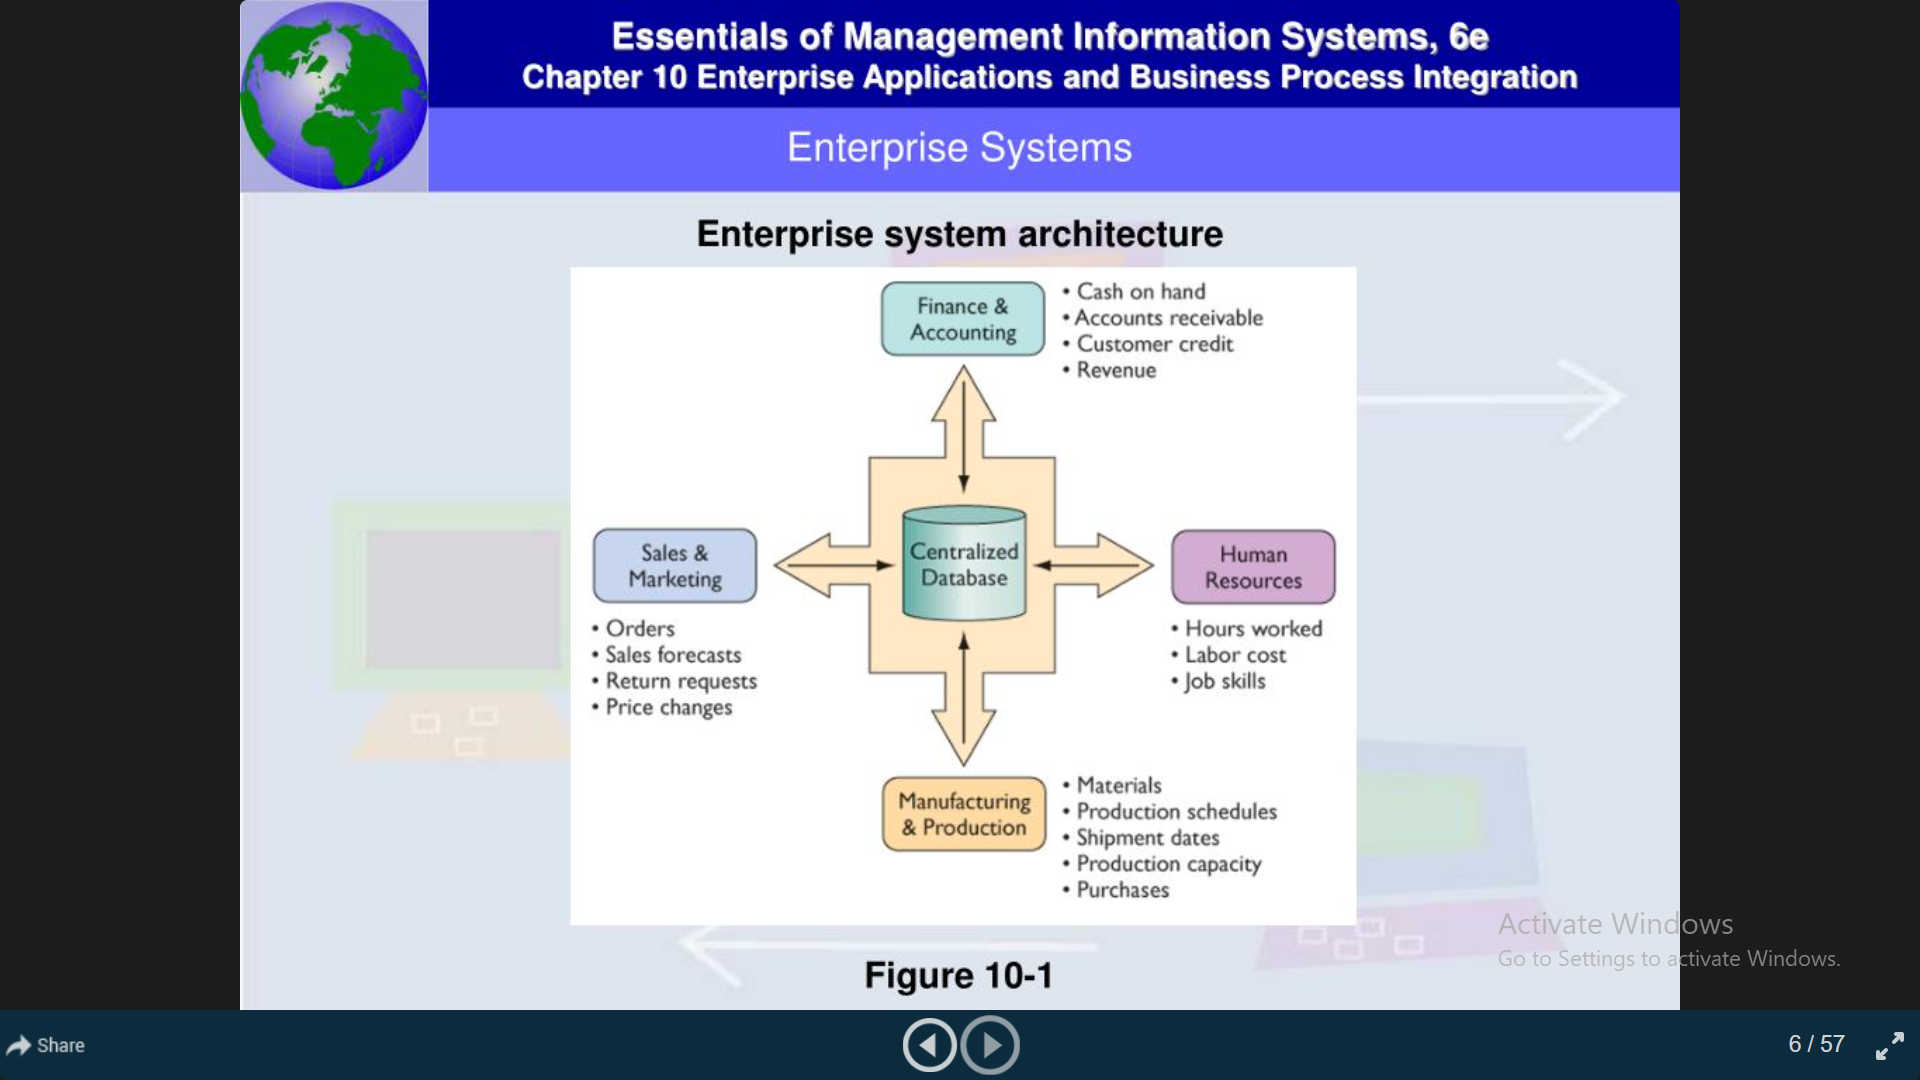 Essentials of Management Information Systems, 6e
Chapter 10 Enterprise Applications and Business Process Integration
Enterprise Systems
Enterprise system architecture
Finance &
Accounting
• Cash on hand
• Accounts receivable
• Customer credit
• Revenue
Sales &
Marketing
• Orders
• Sales forecasts
• Return requests
• Price changes
Centralized
Database
Human
Resources
• Hours worked
• Labor cost
• Job skills
Manufacturing
& Production
• Materials
• Production schedules
• Shipment dates
• Production capacity
• Purchases
Figure 10-1
Activate Windows
Go to Settings to activate Windows.
Share
6 / 57